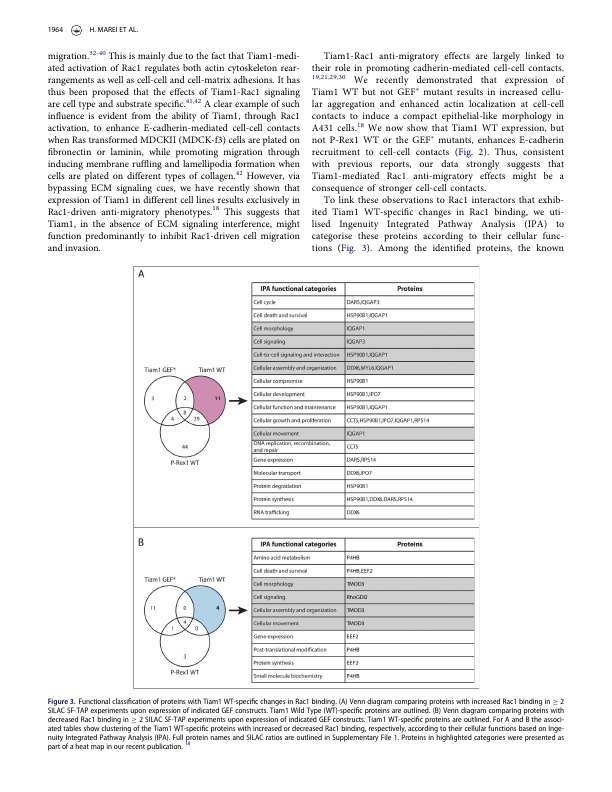 1964 H. MAREI ET AL.
migration.32-40 This is mainly due to the fact that Tiam1-medi-
ated activation of Rac1 regulates both actin cytoskeleton rear-
rangements as well as cell-cell and cell-matrix adhesions. It has
thus been proposed that the effects of Tiam1-Rac1 signaling
are cell type and substrate specific.41,42 A clear example of such
influence is evident from the ability of Tiam1, through Rac1
activation, to enhance E-cadherin-mediated cell-cell contacts
when Ras transformed MDCKII (MDCK-f3) cells are plated on
fibronectin or laminin, while promoting migration through
inducing membrane ruffling and lamellipodia formation when
cells are plated on different types of collagen.42 However, via
bypassing ECM signaling cues, we have recently shown that
expression of Tiam1 in different cell lines results exclusively in
Rac1-driven anti-migratory phenotypes.18 This suggests that
Tiam1, in the absence of ECM signaling interference, might
function predominantly to inhibit Rac1-driven cell migration
and invasion.
Tiam1-Rac1 anti-migratory effects are largely linked to
their role in promoting cadherin-mediated cell-cell contacts.
19,21,29,30 We recently demonstrated that expression of
Tiam1 WT but not GEF* mutant results in increased cellu-
lar aggregation and enhanced actin localization at cell-cell
contacts to induce a compact epithelial-like morphology in
A431 cells.18 We now show that Tiam1 WT expression, but
not P-Rex1 WT or the GEF* mutants, enhances E-cadherin
recruitment to cell-cell contacts (Fig. 2). Thus, consistent
with previous reports, our data strongly suggests that
Tiam1-mediated Rac1 anti-migratory effects might be a
consequence of stronger cell-cell contacts.
To link these observations to Rac1 interactors that exhib-
ited Tiam1 WT-specific changes in Rac1 binding, we uti-
lised Ingenuity Integrated Pathway Analysis (IPA) to
categorise these proteins according to their cellular func-
tions (Fig. 3). Among the identified proteins, the known
A
Tiam1 GEF* Tiam1 WT
3 2 11
8
4 39
44
P-Rex1 WT
IPA functional categories Proteins
Cell cycle DARS,IQGAP3
Cell death and survival HSP90B1,IQGAP1
Cell morphology IQGAP1
Cell signaling IQGAP3
Cell-to-cell signaling and interaction HSP90B1,IQGAP1
Cellular assembly and organization DDX6,MYL6,IQGAP1
Cellular compromise HSP90B1
Cellular development HSP90B1,IPO7
Cellular function and maintenance HSP90B1,IQGAP1
Cellular growth and proliferation CCT5,HSP90B1,IPO7,IQGAP1,RPS14
Cellular movement IQGAP1
DNA replication, recombination,
and repair CCT5
Gene expression DARS,RPS14
Molecular transport DDX6,IPO7
Protein degradation HSP90B1
Protein synthesis HSP90B1,DDX6,DARS,RPS14
RNA trafficking DDX6
B
Tiam1 GEF* Tiam1 WT
11 0 4
4
1 0
3
P-Rex1 WT
IPA functional categories Proteins
Amino acid metabolism P4HB
Cell death and survival P4HB,EEF2
Cell morphology TMOD3
Cell signaling RhoGDI2
Cellular assembly and organization TMOD3
Cellular movement TMOD3
Gene expression EEF2
Post-translational modification P4HB
Protein synthesis EEF2
Small molecule biochemistry P4HB
Figure 3. Functional classification of proteins with Tiam1 WT-specific changes in Rac1 binding. (A) Venn diagram comparing proteins with increased Rac1 binding in ≥ 2
SILAC SF-TAP experiments upon expression of indicated GEF constructs. Tiam1 Wild Type (WT)-specific proteins are outlined. (B) Venn diagram comparing proteins with
decreased Rac1 binding in ≥ 2 SILAC SF-TAP experiments upon expression of indicated GEF constructs. Tiam1 WT-specific proteins are outlined. For A and B the associ-
ated tables show clustering of the Tiam1 WT-specific proteins with increased or decreased Rac1 binding, respectively, according to their cellular functions based on Inge-
nuity Integrated Pathway Analysis (IPA). Full protein names and SILAC ratios are outlined in Supplementary File 1. Proteins in highlighted categories were presented as
part of a heat map in our recent publication. 18